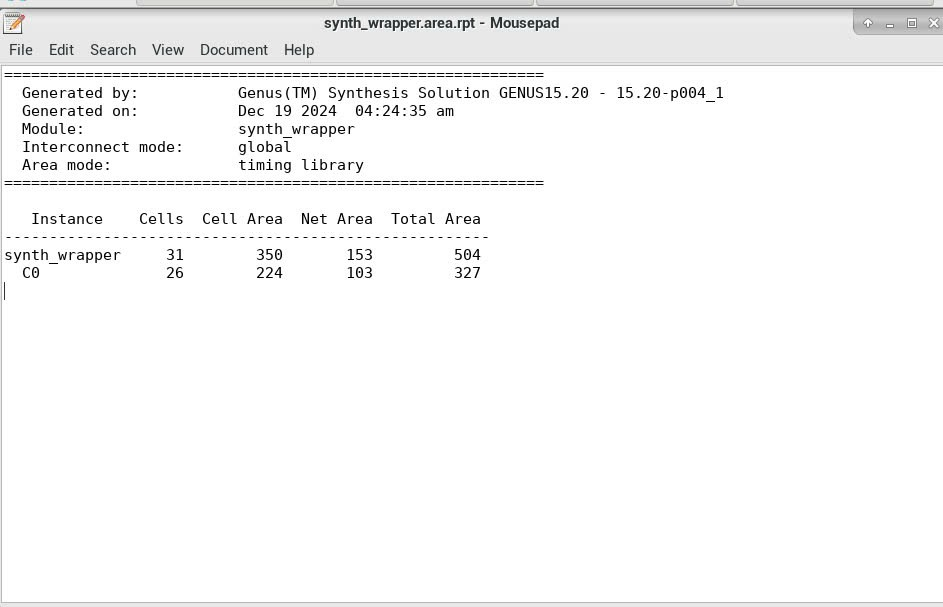 synth_wrapper.area.rpt - Mousepad
File Edit Search View Document Help
============================================================
  Generated by:           Genus(TM) Synthesis Solution GENUS15.20 - 15.20-p004_1
  Generated on:           Dec 19 2024  04:24:35 am
  Module:                 synth_wrapper
  Interconnect mode:      global
  Area mode:              timing library
============================================================
   Instance    Cells  Cell Area  Net Area  Total Area
------------------------------------------------------
synth_wrapper     31        350       153         504
  C0              26        224       103         327